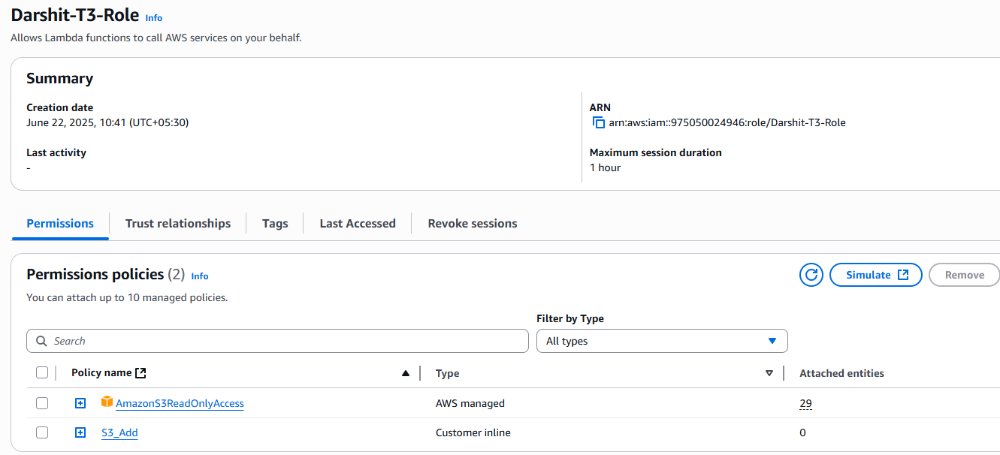 Darshit-T3-Role Info
Allows Lambda functions to call AWS services on your behalf.
Summary
Creation date
June 22, 2025, 10:41 (UTC+05:30)
ARN
arn:aws:iam::975050024946:role/Darshit-T3-Role
Last activity
-
Maximum session duration
1 hour
Permissions Trust relationships Tags Last Accessed Revoke sessions
Permissions policies (2) Info
Simulate Remove
You can attach up to 10 managed policies.
Filter by Type
Search All types
Policy name Type Attached entities
AmazonS3ReadOnlyAccess AWS managed 29
S3_Add Customer inline 0